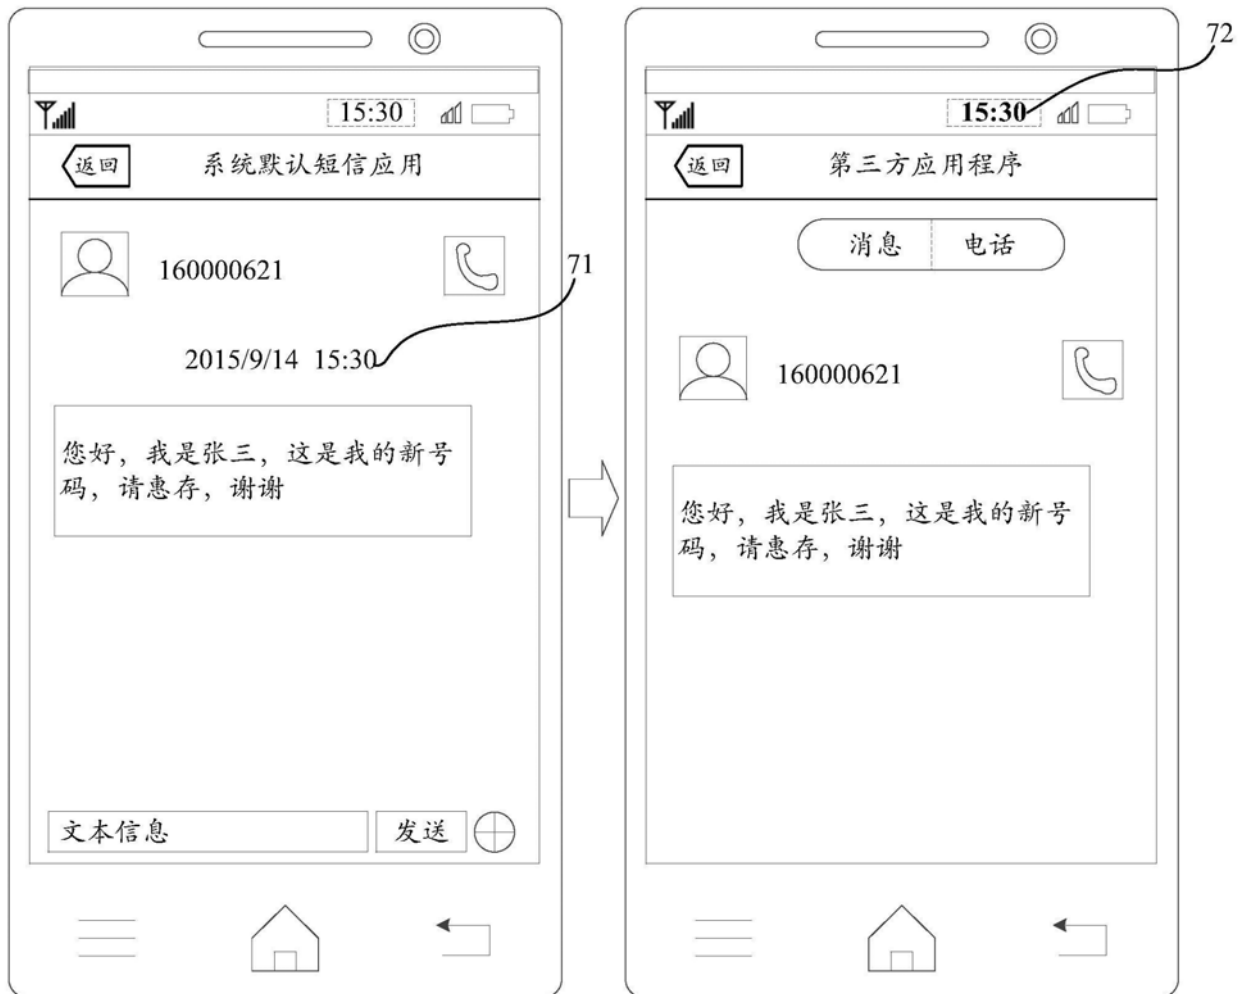 15:30
返回
系统默认短信应用
160000621
71
2015/9/14 15:30
您好，我是张三，这是我的新号
码，请惠存，谢谢
文本信息
发送
72
15:30
返回
第三方应用程序
消息
电话
160000621
您好，我是张三，这是我的新号
码，请惠存，谢谢